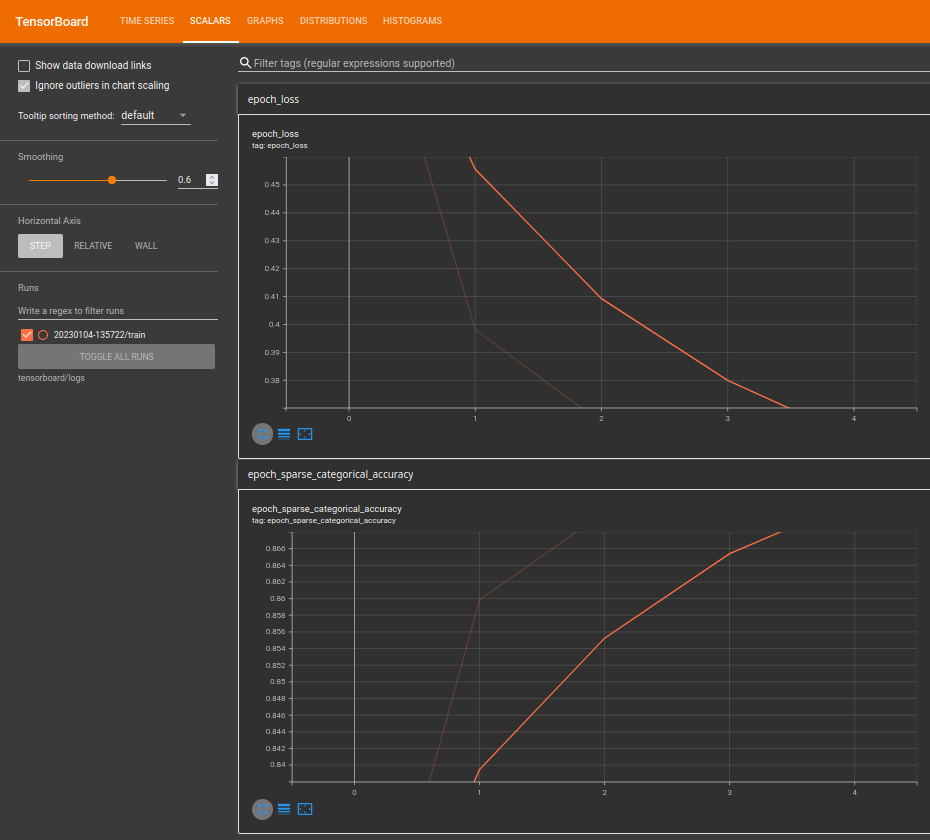 TensorBoard TIME SERIES SCALARS GRAPHS DISTRIBUTIONS HISTOGRAMS
Show data download links
Ignore outliers in chart scaling
Tooltip sorting method: default
Smoothing
0.6
Horizontal Axis
STEP RELATIVE WALL
Runs
Write a regex to filter runs
20230104-135722/train
TOGGLE ALL RUNS
tensorboard/logs
Filter tags (regular expressions supported)
epoch_loss
epoch_loss
tag: epoch_loss
0.45
0.44
0.43
0.42
0.41
0.4
0.39
0.38
0 1 2 3 4
epoch_sparse_categorical_accuracy
epoch_sparse_categorical_accuracy
tag: epoch_sparse_categorical_accuracy
0.866
0.864
0.862
0.86
0.858
0.856
0.854
0.852
0.85
0.848
0.846
0.844
0.842
0.84
0 1 2 3 4